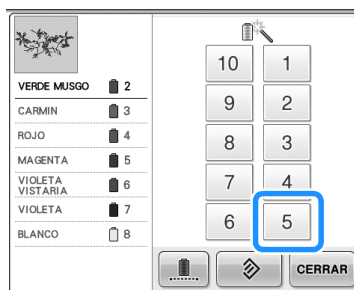 VERDE MUSGO 2
CARMIN 3
ROJO 4
MAGENTA 5
VIOLETA
VISTARIA 6
VIOLETA 7
BLANCO 8
10 1
9 2
8 3
7 4
6 5
CERRAR